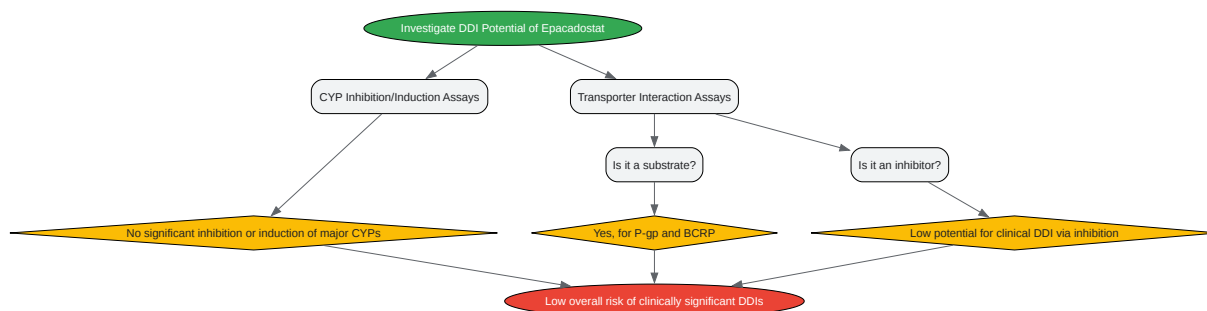 Investigate DDI Potential of Epacadostat
CYP Inhibition/Induction Assays
Transporter Interaction Assays
Is it a substrate?
Is it an inhibitor?
No significant inhibition or induction of major CYPs
Yes, for P-gp and BCRP
Low potential for clinical DDI via inhibition
Low overall risk of clinically significant DDIs